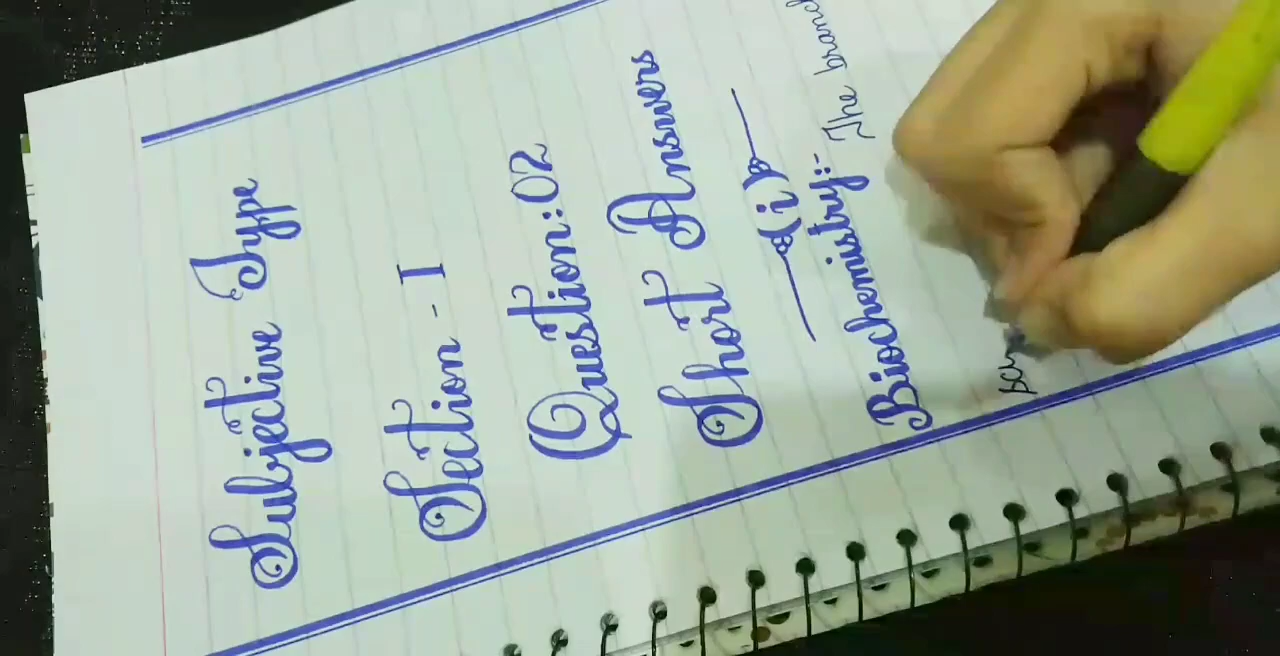 Subjective Type
Section - I
Question:02
Short Answers
(i)
Biochemistry:- The branch